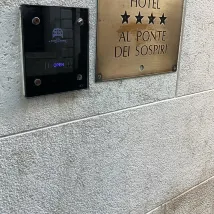 HOTEL
★★★★
AL PONTE
DEI SOSPIRI